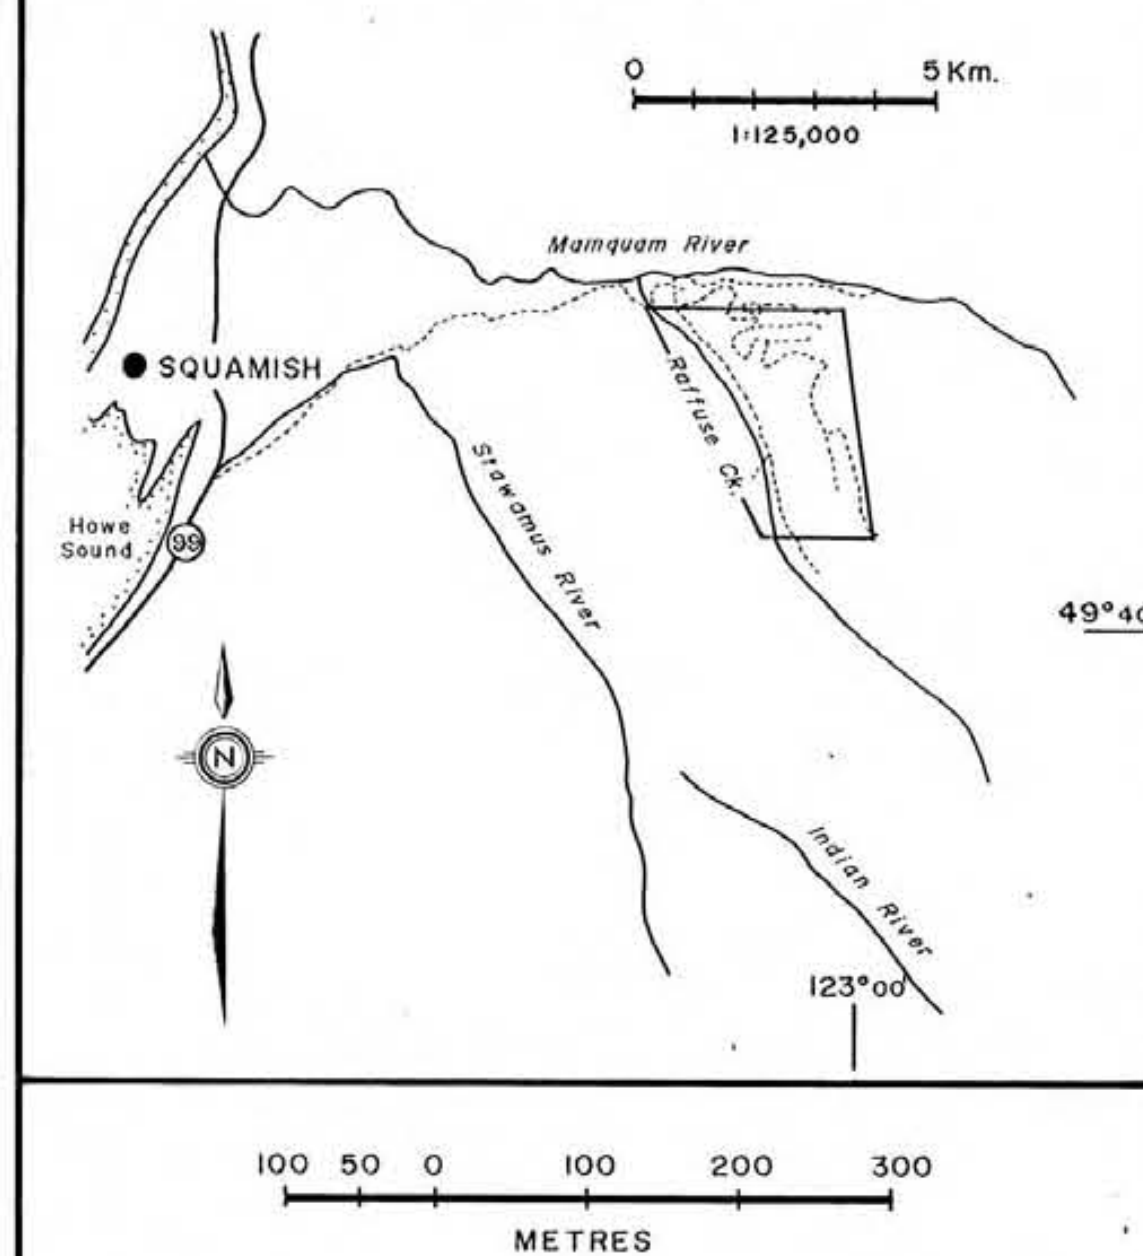 0 5 Km.
1:125,000
Mamquam River
SQUAMISH
Raffuse Ck.
Stawamus River
Howe
Sound
99
49°40
N
Indian River
123°00'
100 50 0 100 200 300
METRES